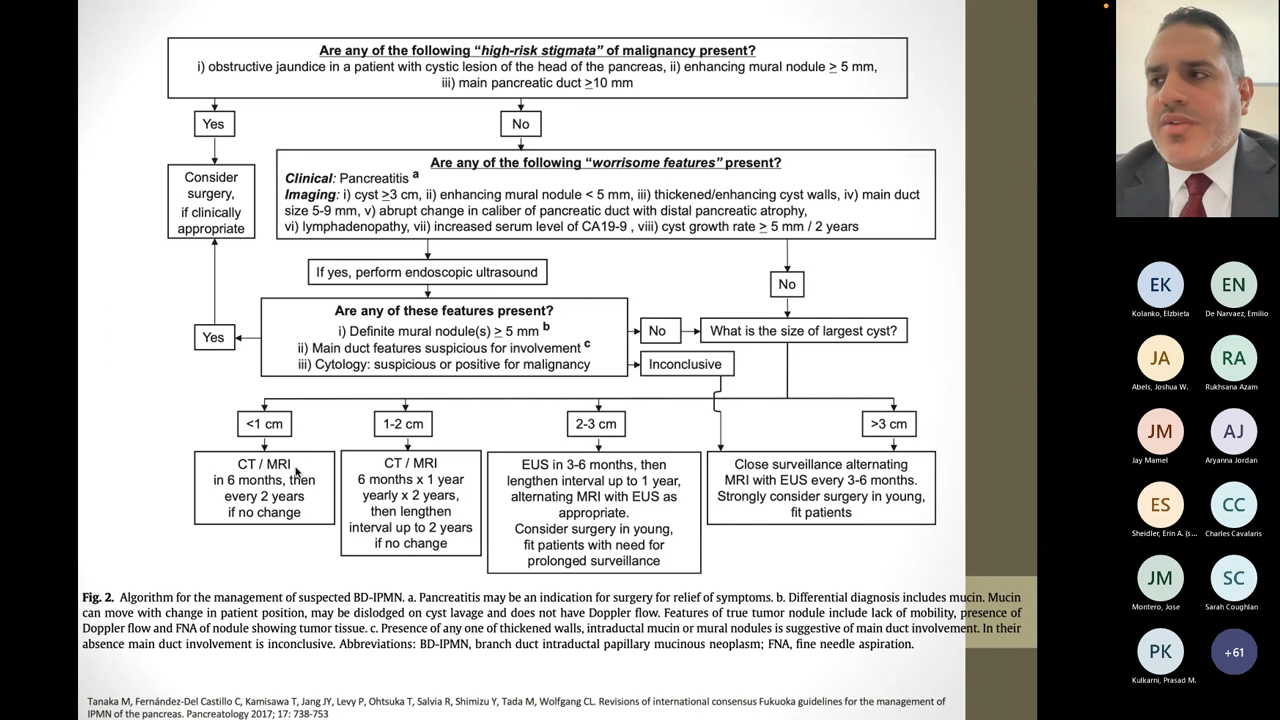 Are any of the following “high-risk stigmata” of malignancy present?
i) obstructive jaundice in a patient with cystic lesion of the head of the pancreas, ii) enhancing mural nodule ≥ 5 mm,
iii) main pancreatic duct ≥10 mm
Yes
No
Consider
surgery,
if clinically
appropriate
Are any of the following “worrisome features” present?
Clinical: Pancreatitis a
Imaging: i) cyst ≥3 cm, ii) enhancing mural nodule < 5 mm, iii) thickened/enhancing cyst walls, iv) main duct
size 5-9 mm, v) abrupt change in caliber of pancreatic duct with distal pancreatic atrophy,
vi) lymphadenopathy, vii) increased serum level of CA19-9 , viii) cyst growth rate ≥ 5 mm / 2 years
If yes, perform endoscopic ultrasound
No
Are any of these features present?
i) Definite mural nodule(s) ≥ 5 mm b
ii) Main duct features suspicious for involvement c
iii) Cytology: suspicious or positive for malignancy
Yes
No
What is the size of largest cyst?
Inconclusive
<1 cm
1-2 cm
2-3 cm
>3 cm
CT / MRI
in 6 months, then
every 2 years
if no change
CT / MRI
6 months x 1 year
yearly x 2 years,
then lengthen
interval up to 2 years
if no change
EUS in 3-6 months, then
lengthen interval up to 1 year,
alternating MRI with EUS as
appropriate.
Consider surgery in young,
fit patients with need for
prolonged surveillance
Close surveillance alternating
MRI with EUS every 3-6 months.
Strongly consider surgery in young,
fit patients
Fig. 2. Algorithm for the management of suspected BD-IPMN. a. Pancreatitis may be an indication for surgery for relief of symptoms. b. Differential diagnosis includes mucin. Mucin
can move with change in patient position, may be dislodged on cyst lavage and does not have Doppler flow. Features of true tumor nodule include lack of mobility, presence of
Doppler flow and FNA of nodule showing tumor tissue. c. Presence of any one of thickened walls, intraductal mucin or mural nodules is suggestive of main duct involvement. In their
absence main duct involvement is inconclusive. Abbreviations: BD-IPMN, branch duct intraductal papillary mucinous neoplasm; FNA, fine needle aspiration.
Tanaka M, Fernández-Del Castillo C, Kamisawa T, Jang JY, Levy P, Ohtsuka T, Salvia R, Shimizu Y, Tada M, Wolfgang CL. Revisions of international consensus Fukuoka guidelines for the management of
IPMN of the pancreas. Pancreatology 2017; 17: 738-753
EK
EN
Kolanko, Elzbieta
De Narvaez, Emilio
JA
RA
Abels, Joshua W.
Rukhsana Azam
JM
AJ
Jay Mamel
Aryanna Jordan
ES
CC
Sheidler, Erin A. (s...
Charles Cavalaris
JM
SC
Montero, Jose
Sarah Coughlan
PK
+61
Kulkarni, Prasad M.